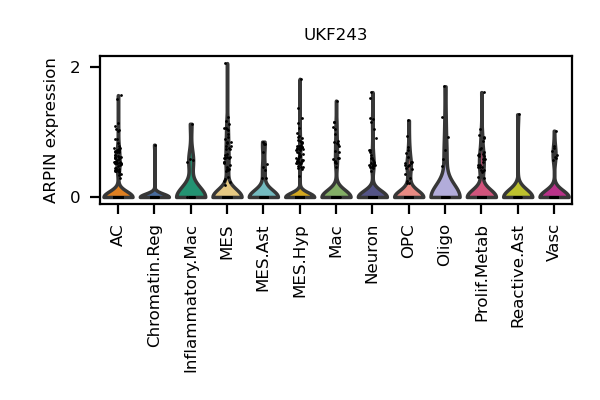 UKF243
ARPIN expression
2
0
AC
Chromatin.Reg
Inflammatory.Mac
MES
MES.Ast
MES.Hyp
Mac
Neuron
OPC
Oligo
Prolif.Metab
Reactive.Ast
Vasc